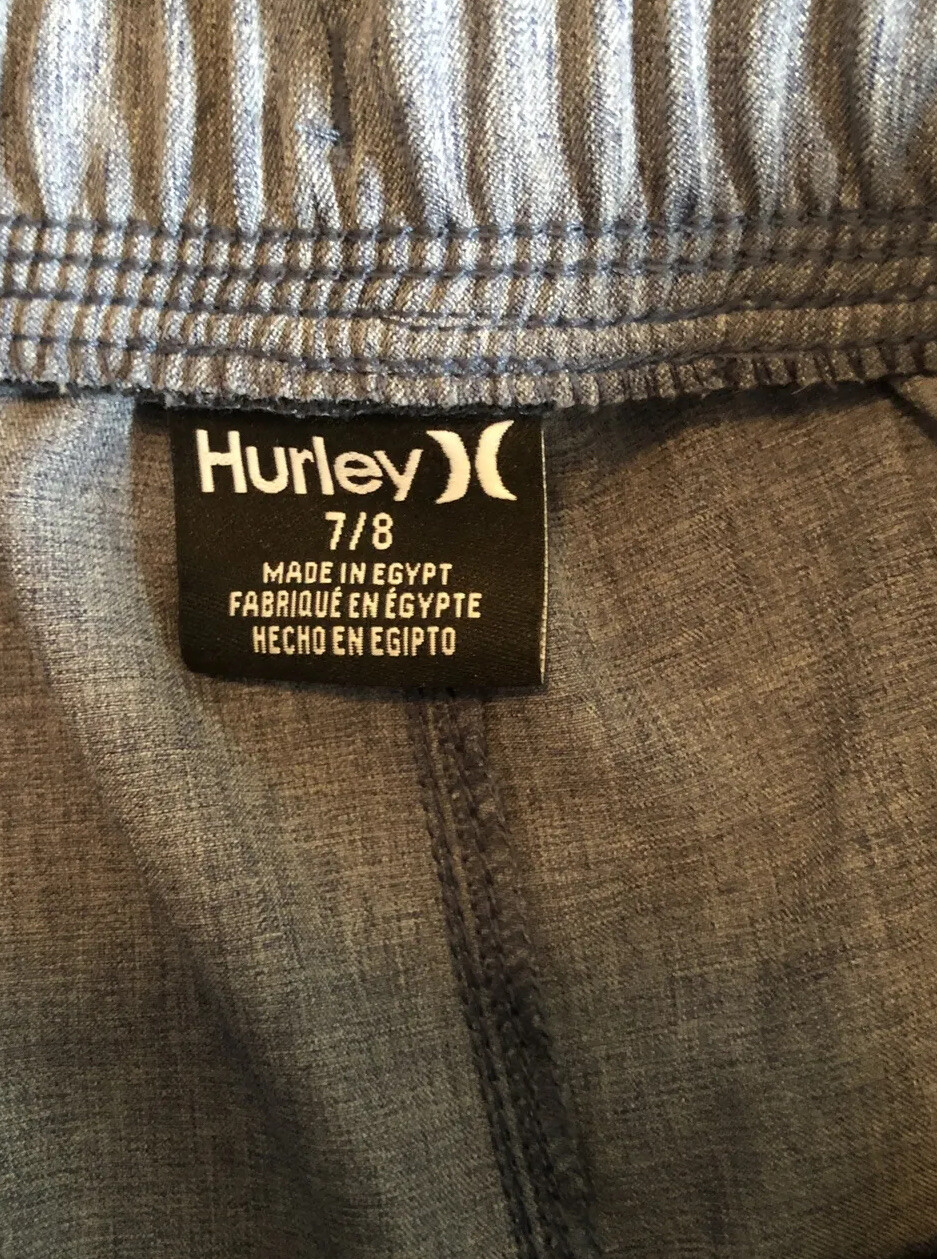 Hurley
7/8
MADE IN EGYPT
FABRIQUÉ EN ÉGYPTE
HECHO EN EGIPTO